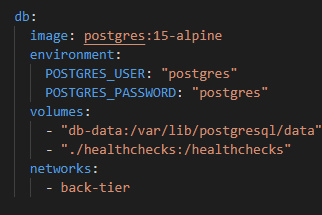 db:
  image: postgres:15-alpine
  environment:
    POSTGRES_USER: "postgres"
    POSTGRES_PASSWORD: "postgres"
  volumes:
    - "db-data:/var/lib/postgresql/data"
    - "./healthchecks:/healthchecks"
  networks:
    - back-tier